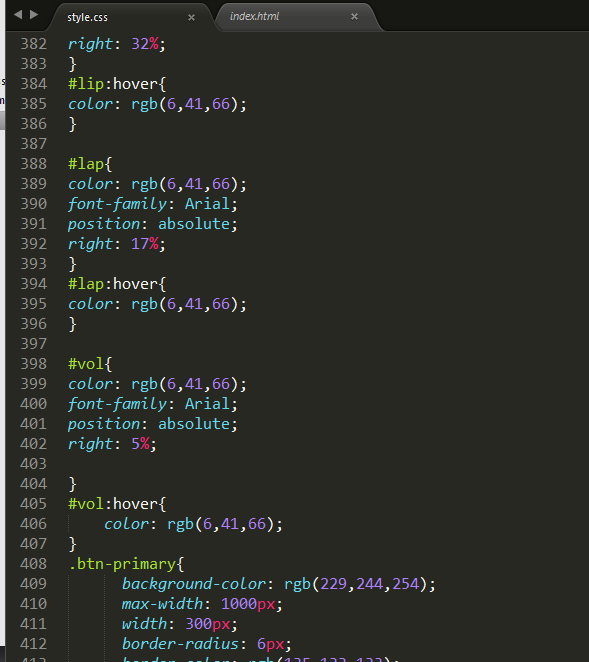 style.css × index.html ×
382 right: 32%;
383 }
384 #lip:hover{
385 color: rgb(6,41,66);
386 }
387
388 #lap{
389 color: rgb(6,41,66);
390 font-family: Arial;
391 position: absolute;
392 right: 17%;
393 }
394 #lap:hover{
395 color: rgb(6,41,66);
396 }
397
398 #vol{
399 color: rgb(6,41,66);
400 font-family: Arial;
401 position: absolute;
402 right: 5%;
403
404 }
405 #vol:hover{
406 color: rgb(6,41,66);
407 }
408 .btn-primary{
409 background-color: rgb(229,244,254);
410 max-width: 1000px;
411 width: 300px;
412 border-radius: 6px;